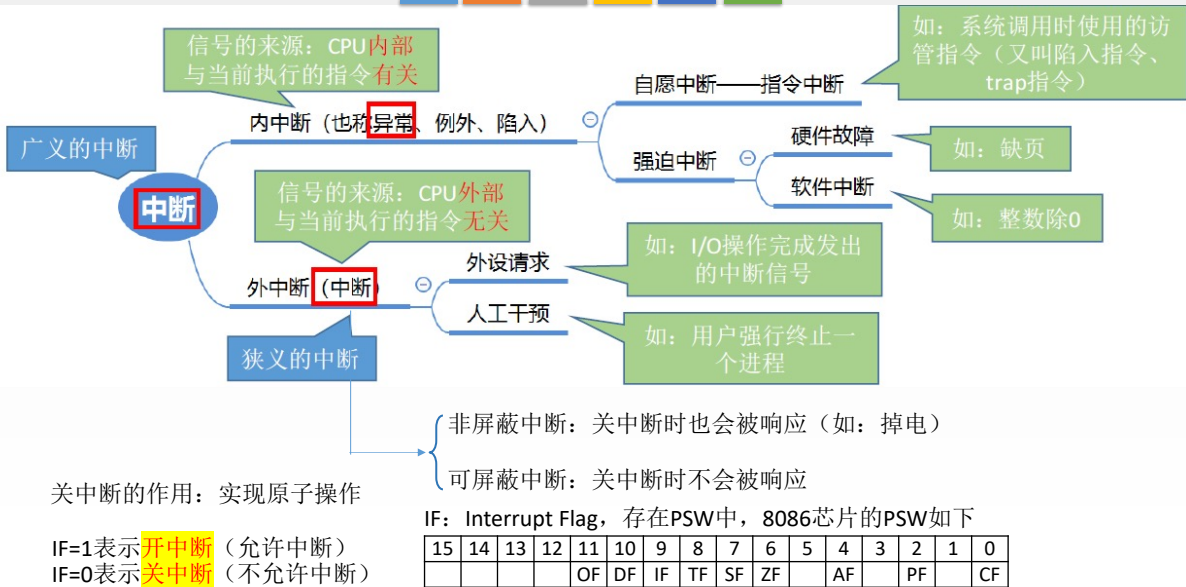 信号的来源：CPU内部
与当前执行的指令有关
如：系统调用时使用的访
管指令（又叫陷入指令、
trap指令）
自愿中断——指令中断
内中断（也称异常、例外、陷入）
广义的中断
硬件故障
如：缺页
强迫中断
软件中断
如：整数除0
中断
信号的来源：CPU外部
与当前执行的指令无关
外设请求
如：I/O操作完成发出
的中断信号
外中断（中断）
人工干预
如：用户强行终止一
个进程
狭义的中断
非屏蔽中断：关中断时也会被响应（如：掉电）
可屏蔽中断：关中断时不会被响应
关中断的作用：实现原子操作
IF：Interrupt Flag，存在PSW中，8086芯片的PSW如下
IF=1表示开中断（允许中断）
IF=0表示关中断（不允许中断）
15 14 13 12 11 10 9 8 7 6 5 4 3 2 1 0
OF DF IF TF SF ZF AF PF CF